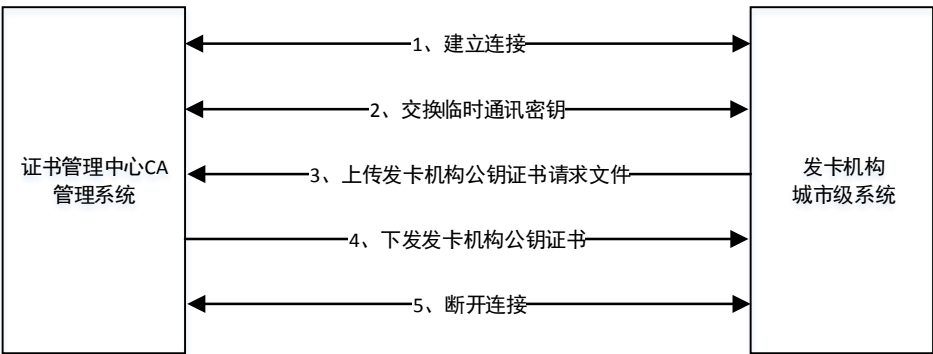 1、建立连接
2、交换临时通讯密钥
证书管理中心CA
管理系统
3、上传发卡机构公钥证书请求文件
发卡机构
城市级系统
4、下发发卡机构公钥证书
5、断开连接